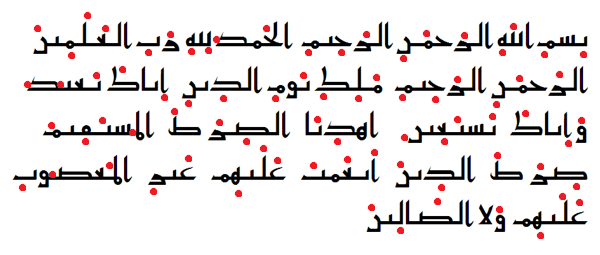 بسم الله الرحمن الرحيم الحمد لله رب العلمين
الرحمن الرحيم ملك يوم الدين اياك نعبد
واياك نستعين اهدنا الصرط المستقيم
صرط الذين انعمت عليهم غير المغضوب
عليهم ولا الضالين